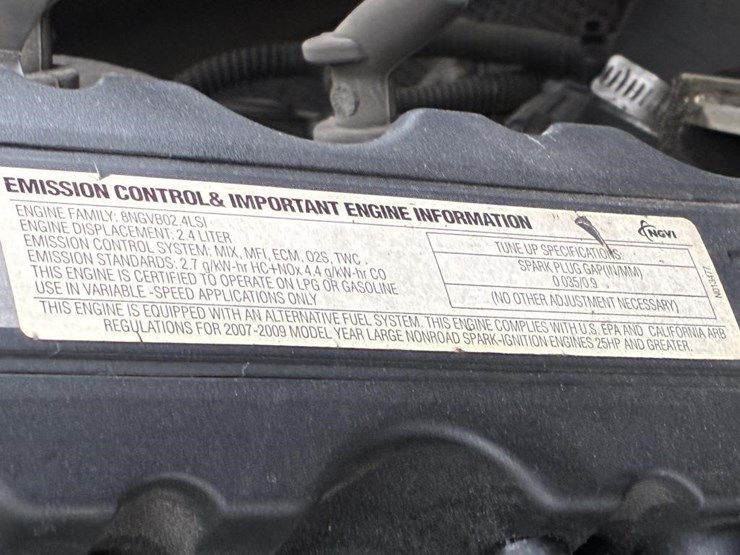 EMISSION CONTROL& IMPORTANT ENGINE INFORMATION
NGVI
ENGINE FAMILY: 8NGVB02.4LSI
ENGINE DISPLACEMENT: 2.4 LITER
EMISSION CONTROL SYSTEM: MIX, MFI, ECM, O2S, TWC .
EMISSION STANDARDS: 2.7 g/kW-hr HC+NOx 4.4 g/kW-hr CO
THIS ENGINE IS CERTIFIED TO OPERATE ON LPG OR GASOLINE
USE IN VARIABLE -SPEED APPLICATIONS ONLY
TUNE UP SPECIFICATIONS:
SPARK PLUG GAP(IN/MM)
0.035/0.9
(NO OTHER ADJUSTMENT NECESSARY)
THIS ENGINE IS EQUIPPED WITH AN ALTERNATIVE FUEL SYSTEM. THIS ENGINE COMPLIES WITH U.S. EPA AND CALIFORNIA ARB
REGULATIONS FOR 2007-2009 MODEL YEAR LARGE NONROAD SPARK-IGNITION ENGINES 25HP AND GREATER.